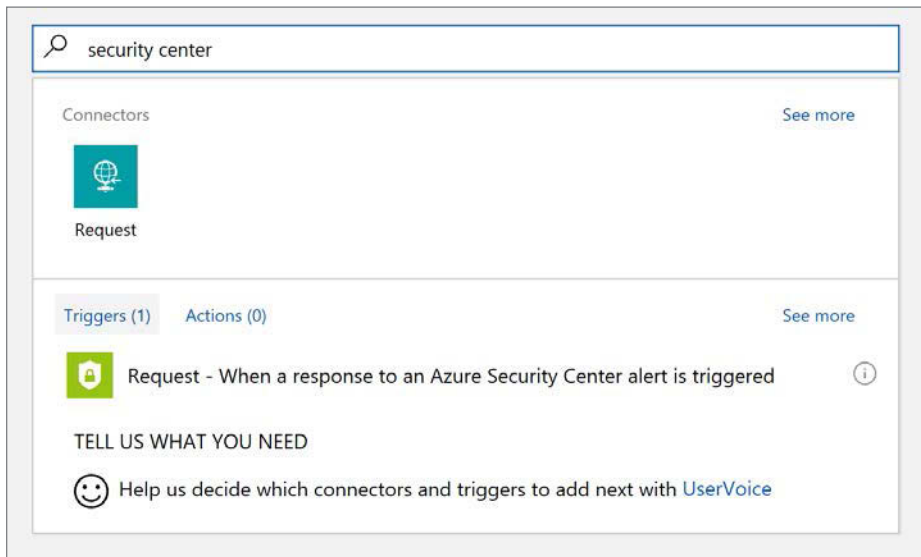 security center
Connectors
See more
Request
Triggers (1) Actions (0) See more
Request - When a response to an Azure Security Center alert is triggered
TELL US WHAT YOU NEED
Help us decide which connectors and triggers to add next with UserVoice